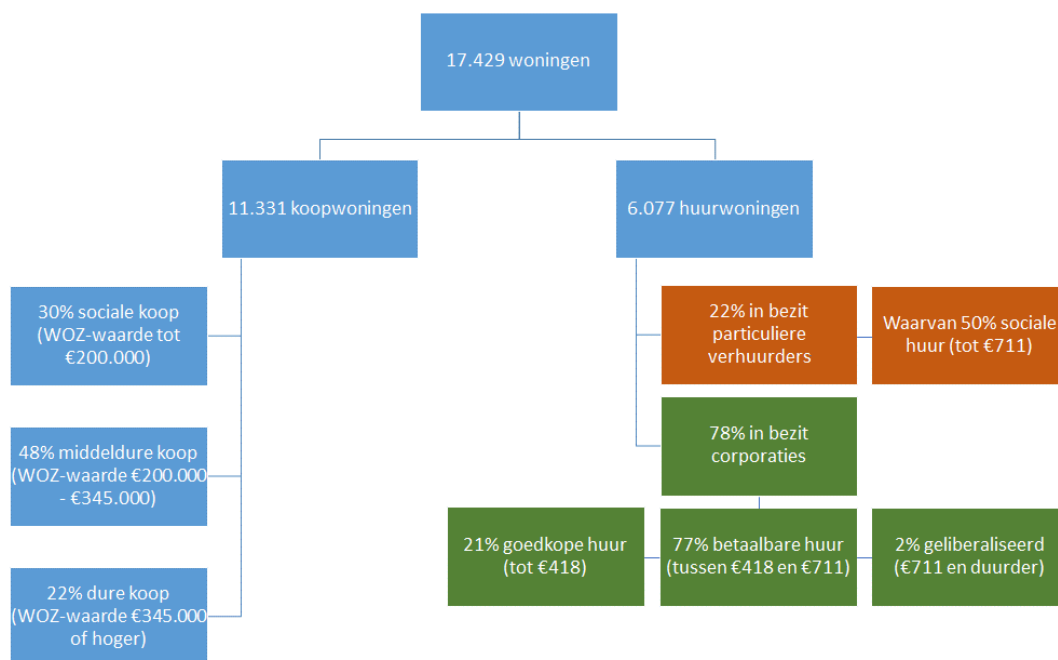 17.429 woningen
11.331 koopwoningen
6.077 huurwoningen
30% sociale koop
(WOZ-waarde tot
€200.000)
22% in bezit
particuliere
verhuurders
Waarvan 50% sociale
huur (tot €711)
48% middeldure koop
(WOZ-waarde €200.000
- €345.000)
78% in bezit
corporaties
21% goedkope huur
(tot €418)
77% betaalbare huur
(tussen €418 en €711)
2% geliberaliseerd
(€711 en duurder)
22% dure koop
(WOZ-waarde €345.000
of hoger)